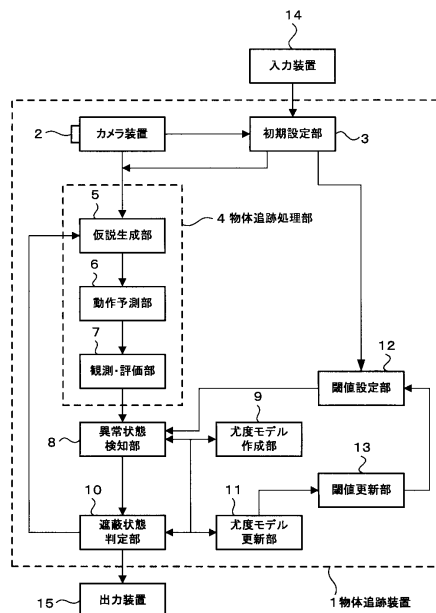 14
入力装置
2
カメラ装置
初期設定部
3
5
4 物体追跡処理部
仮説生成部
6
動作予測部
7
観測・評価部
12
閾値設定部
9
異常状態
検知部
8
尤度モデル
作成部
13
閾値更新部
10
11
遮蔽状態
判定部
尤度モデル
更新部
15
出力装置
1 物体追跡装置